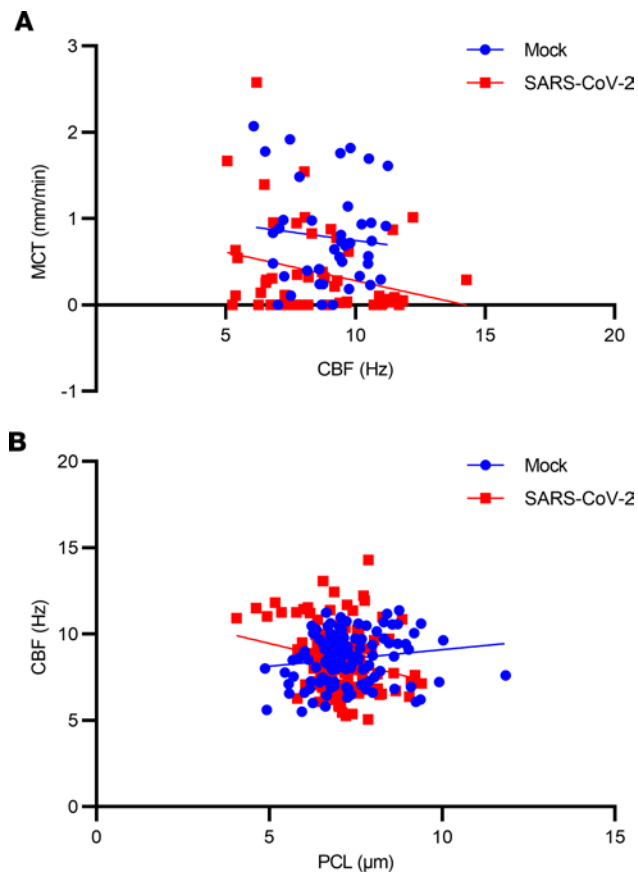 A
Mock
SARS-CoV-2
3
2
1
0
-1
MCT (mm/min)
5
10
15
20
CBF (Hz)
B
Mock
SARS-CoV-2
20
15
10
5
0
CBF (Hz)
0
5
10
15
PCL (µm)